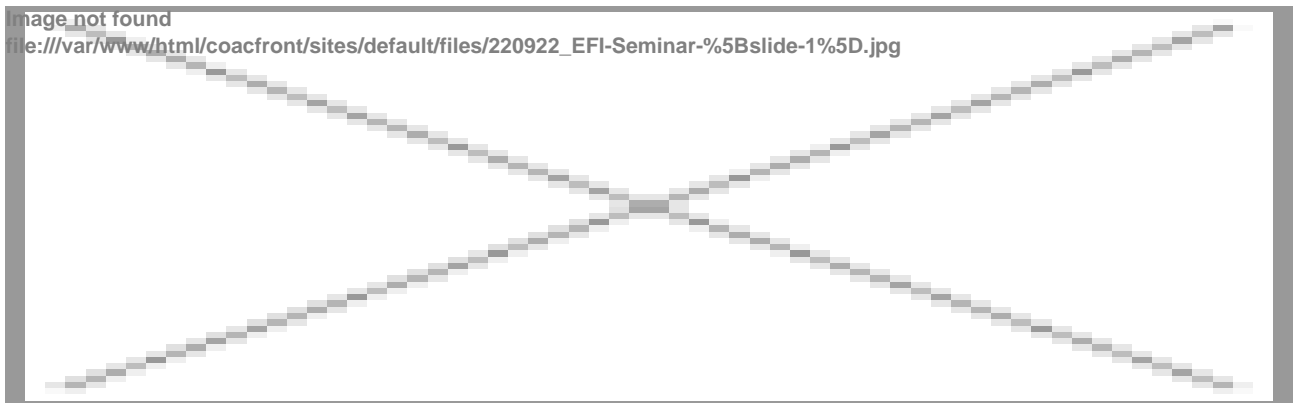 Image not found
file:///var/www/html/coacfront/sites/default/files/220922_EFI-Seminar-%5Bslide-1%5D.jpg